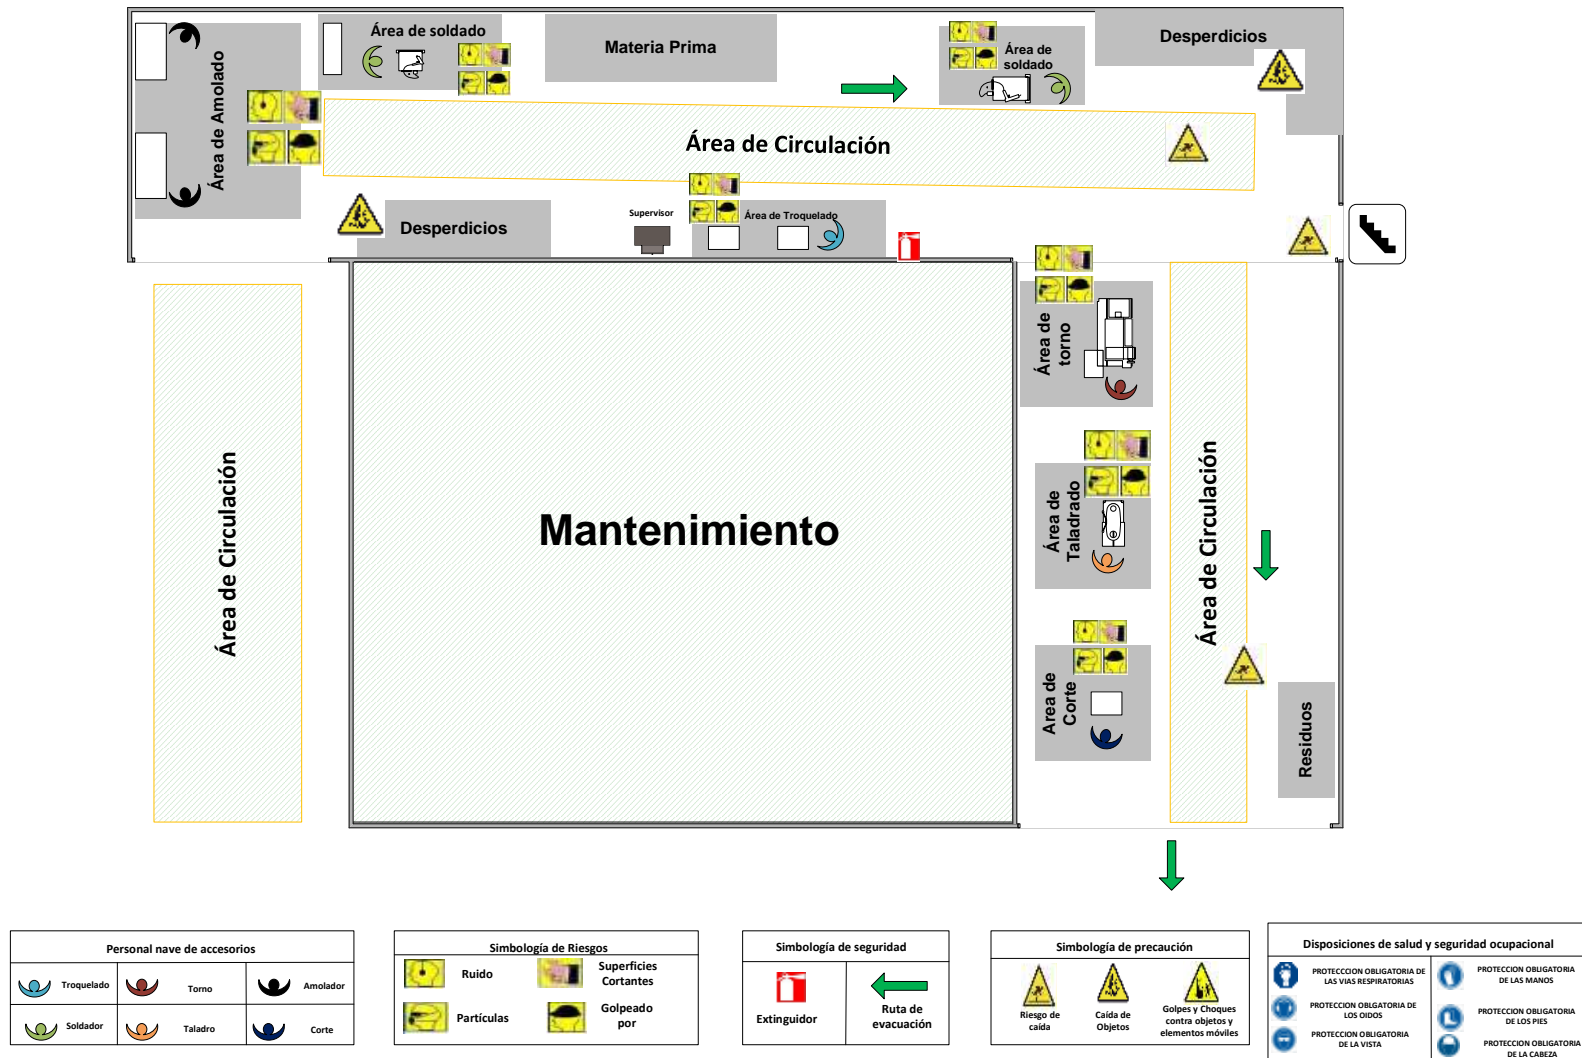 Área de soldado
Materia Prima
Área de
soldado
Desperdicios
Área de Amolado
Área de Circulación
Desperdicios
Supervisor
Área de Troquelado
Área de
torno
Área de Circulación
Mantenimiento
Área de
Taladrado
Área de Circulación
Area de
Corte
Residuos
Personal nave de accesorios
Troquelado
Torno
Amolador
Soldador
Taladro
Corte
Simbología de Riesgos
Ruido
Superficies
Cortantes
Partículas
Golpeado
por
Simbología de seguridad
Extinguidor
Ruta de
evacuación
Simbología de precaución
Riesgo de
caída
Caída de
Objetos
Golpes y Choques
contra objetos y
elementos móviles
Disposiciones de salud y seguridad ocupacional
PROTECCCION OBLIGATORIA DE
LAS VIAS RESPIRATORIAS
PROTECCION OBLIGATORIA
DE LAS MANOS
PROTECCION OBLGATORIA DE
LOS OIDOS
PROTECCION OBLIGATORIA
DE LOS PIES
PROTECCION OBLIGATORIA
DE LA VISTA
PROTECCION OBLIGATORIA
DE LA CABEZA